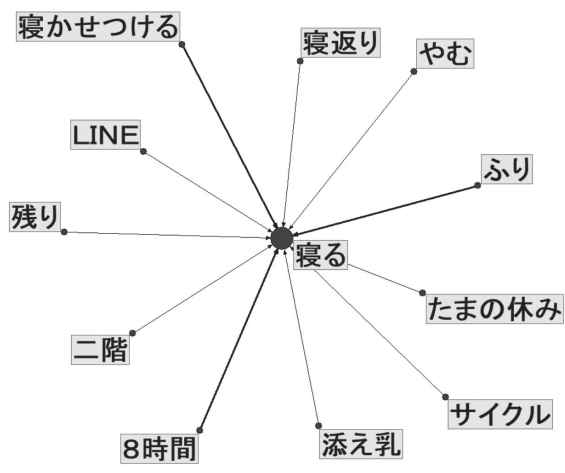 寝かせつける
寝返り
やむ
LINE
ふり
残り
寝る
たまの休み
二階
サイクル
8時間
添え乳